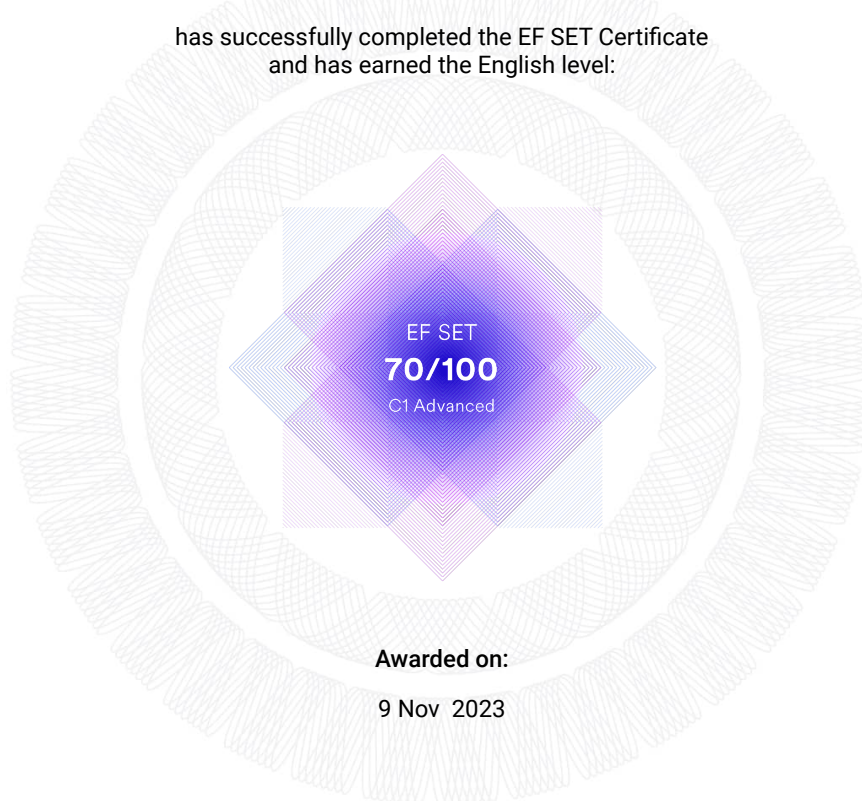 has successfully completed the EF SET Certificate
and has earned the English level:
EF SET
70/100
C1 Advanced
Awarded on:
9 Nov 2023